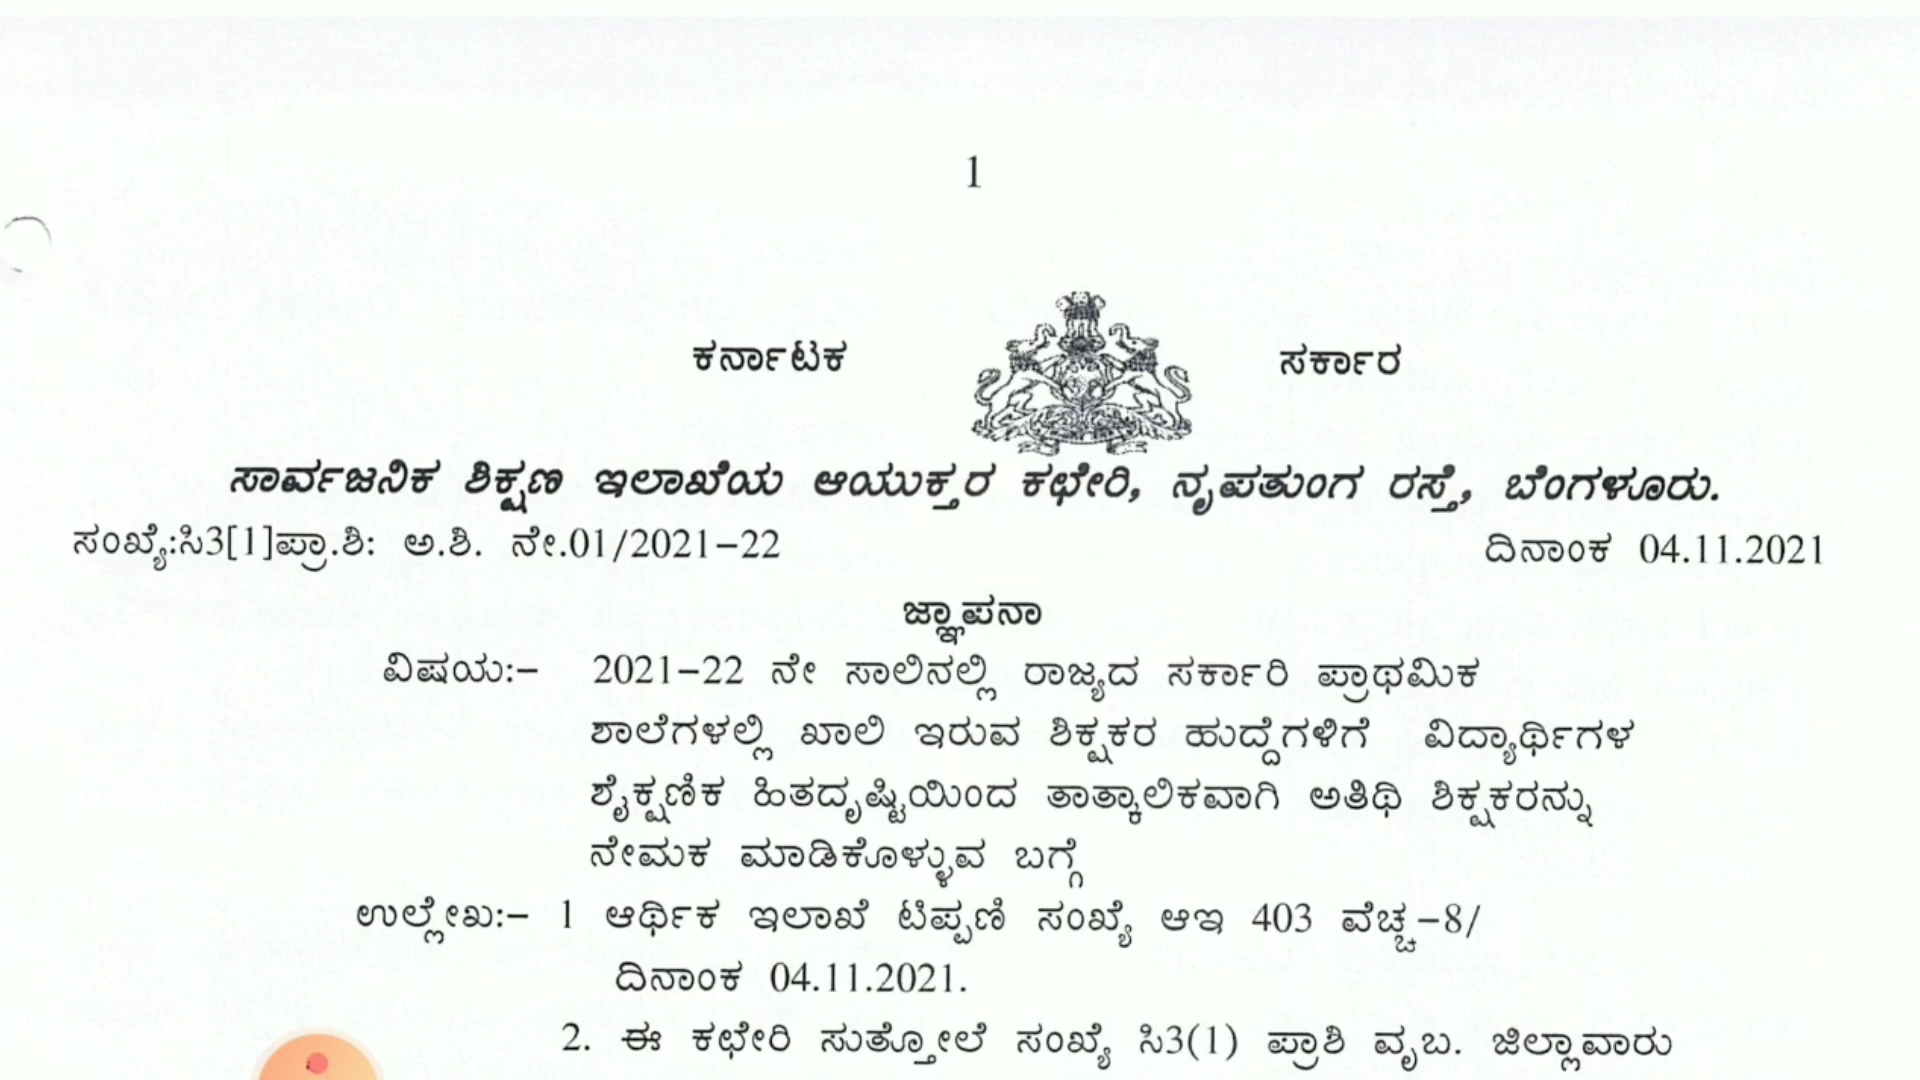 1
ಕರ್ನಾಟಕ ಸರ್ಕಾರ
ಸಾರ್ವಜನಿಕ ಶಿಕ್ಷಣ ಇಲಾಖೆಯ ಆಯುಕ್ತರ ಕಛೇರಿ, ನೃಪತುಂಗ ರಸ್ತೆ, ಬೆಂಗಳೂರು.
ಸಂಖ್ಯೆ:ಸಿ3[1]ಪ್ರಾ.ಶಿ: ಅ.ಶಿ. ನೇ.01/2021-22 ದಿನಾಂಕ 04.11.2021
ಜ್ಞಾಪನಾ
ವಿಷಯ:- 2021-22 ನೇ ಸಾಲಿನಲ್ಲಿ ರಾಜ್ಯದ ಸರ್ಕಾರಿ ಪ್ರಾಥಮಿಕ
ಶಾಲೆಗಳಲ್ಲಿ ಖಾಲಿ ಇರುವ ಶಿಕ್ಷಕರ ಹುದ್ದೆಗಳಿಗೆ ವಿದ್ಯಾರ್ಥಿಗಳ
ಶೈಕ್ಷಣಿಕ ಹಿತದೃಷ್ಟಿಯಿಂದ ತಾತ್ಕಾಲಿಕವಾಗಿ ಅತಿಥಿ ಶಿಕ್ಷಕರನ್ನು
ನೇಮಕ ಮಾಡಿಕೊಳ್ಳುವ ಬಗ್ಗೆ
ಉಲ್ಲೇಖ:- 1 ಆರ್ಥಿಕ ಇಲಾಖೆ ಟಿಪ್ಪಣಿ ಸಂಖ್ಯೆ ಆಇ 403 ವೆಚ್ಚ-8/
ದಿನಾಂಕ 04.11.2021.
2. ಈ ಕಛೇರಿ ಸುತ್ತೋಲೆ ಸಂಖ್ಯೆ ಸಿ3(1) ಪ್ರಾಶಿ ವೃಬ. ಜಿಲ್ಲಾವಾರು